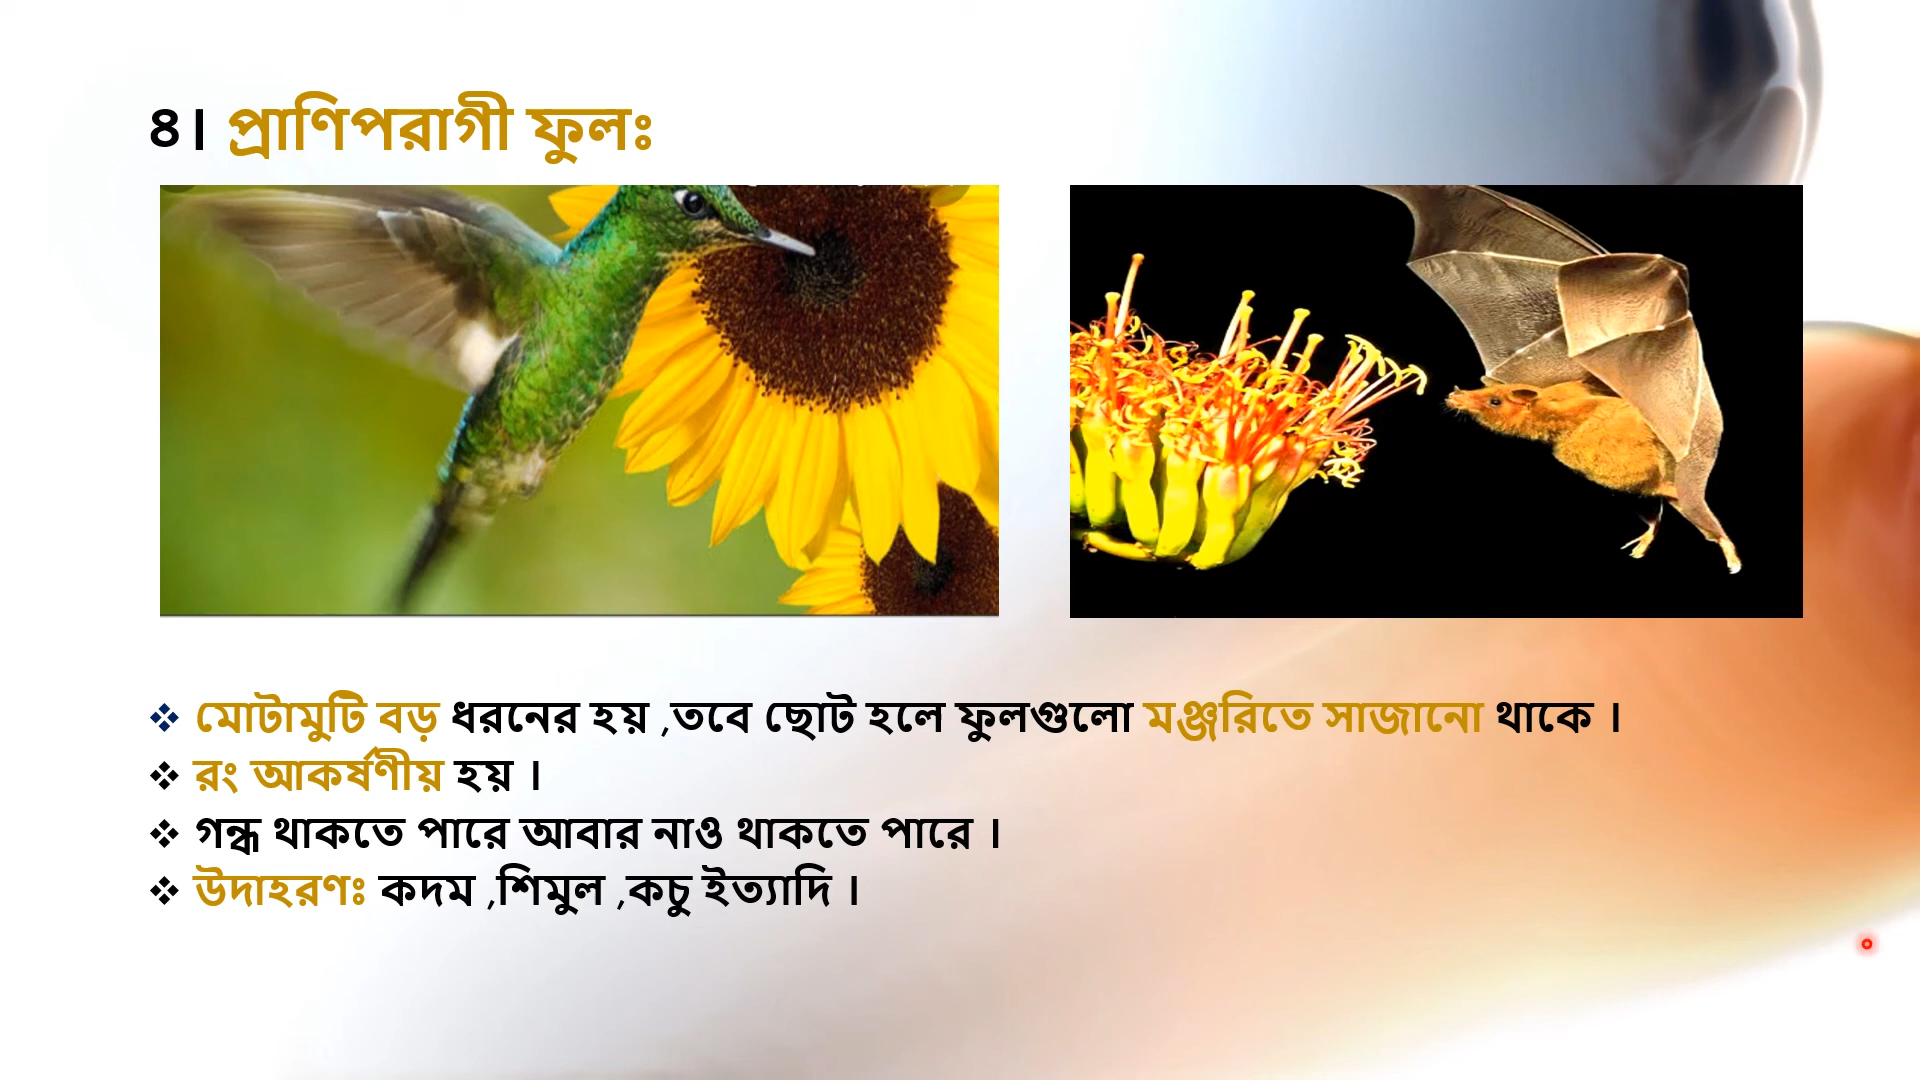 ৪। প্রাণিপরাগী ফুলঃ
❖ মোটামুটি বড় ধরনের হয় ,তবে ছোট হলে ফুলগুলো মঞ্জরিতে সাজানো থাকে ।
❖ রং আকর্ষণীয় হয় ।
❖ গন্ধ থাকতে পারে আবার নাও থাকতে পারে ।
❖ উদাহরণঃ কদম ,শিমুল ,কচু ইত্যাদি ।